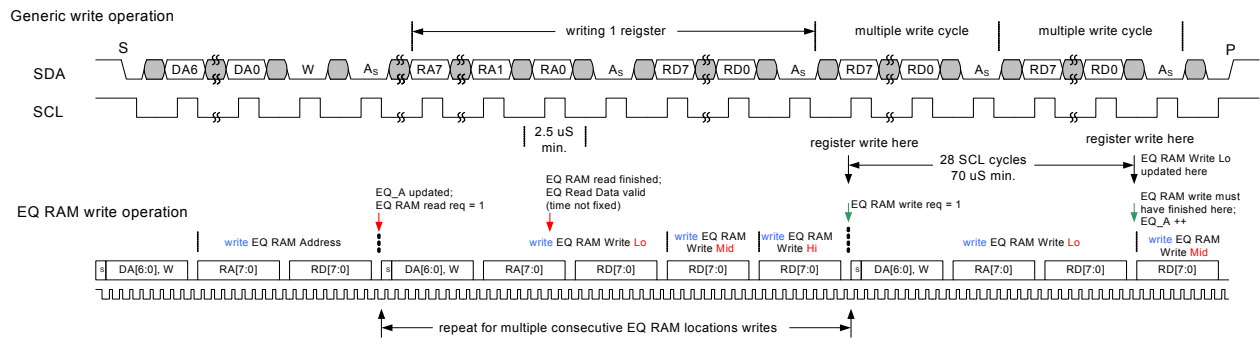 Generic write operation
writing 1 reigster
multiple write cycle
multiple write cycle
S
P
SDA
DA6 DA0 W As RA7 RA1 RA0 As RD7 RD0 As RD7 RD0 As RD7 RD0 As
SCL
2.5 uS
min.
register write here
register write here
28 SCL cycles
70 uS min.
EQ RAM Write Lo
updated here
EQ RAM write operation
EQ_A updated;
EQ RAM read req = 1
EQ RAM read finished;
EQ Read Data valid
(time not fixed)
EQ RAM write req = 1
EQ RAM write must
have finished here;
EQ_A ++
write EQ RAM Address
write EQ RAM Write Lo
write EQ RAM
Write Mid
write EQ RAM
Write Hi
write EQ RAM Write Lo
write EQ RAM
Write Mid
s DA[6:0], W RA[7:0] RD[7:0] s DA[6:0], W RA[7:0] RD[7:0] RD[7:0] RD[7:0] s DA[6:0], W RA[7:0] RD[7:0] RD[7:0]
repeat for multiple consecutive EQ RAM locations writes